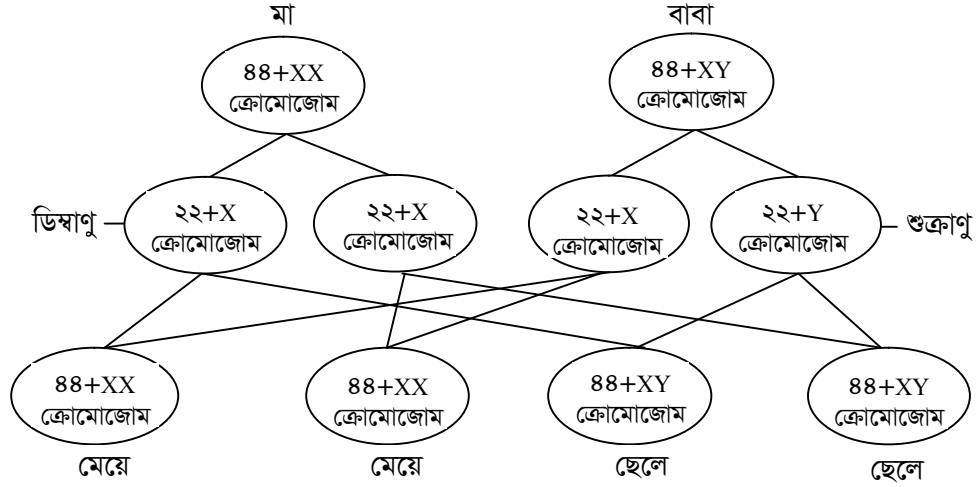 মা
বাবা
৪৪+XX
ক্রোমোজোম
৪৪+XY
ক্রোমোজোম
ডিম্বাণু
২২+X
ক্রোমোজোম
২২+X
ক্রোমোজোম
২২+X
ক্রোমোজোম
২২+Y
ক্রোমোজোম
শুক্রাণু
৪৪+XX
ক্রোমোজোম
৪৪+XX
ক্রোমোজোম
৪৪+XY
ক্রোমোজোম
৪৪+XY
ক্রোমোজোম
মেয়ে
মেয়ে
ছেলে
ছেলে